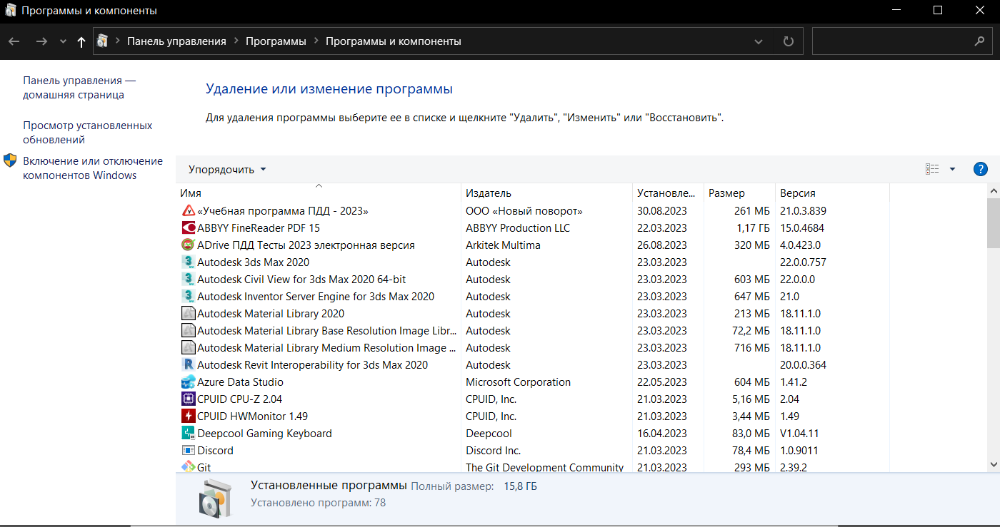 Программы и компоненты
Панель управления Программы Программы и компоненты
Панель управления —
домашняя страница
Просмотр установленных
обновлений
Включение или отключение
компонентов Windows
Удаление или изменение программы
Для удаления программы выберите ее в списке и щелкните "Удалить", "Изменить" или "Восстановить".
Упорядочить
?
Имя Издатель Установле... Размер Версия
«Учебная программа ПДД - 2023» ООО «Новый поворот» 30.08.2023 261 МБ 21.0.3.839
ABBYY FineReader PDF 15 ABBYY Production LLC 22.03.2023 1,17 ГБ 15.0.4684
ADrive ПДД Тесты 2023 электронная версия Arkitek Multima 26.08.2023 320 МБ 4.0.423.0
Autodesk 3ds Max 2020 Autodesk 23.03.2023 22.0.0.757
Autodesk Civil View for 3ds Max 2020 64-bit Autodesk 23.03.2023 603 МБ 22.0.0.0
Autodesk Inventor Server Engine for 3ds Max 2020 Autodesk 23.03.2023 647 МБ 21.0
Autodesk Material Library 2020 Autodesk 23.03.2023 213 МБ 18.11.1.0
Autodesk Material Library Base Resolution Image Libr... Autodesk 23.03.2023 72,2 МБ 18.11.1.0
Autodesk Material Library Medium Resolution Image ... Autodesk 23.03.2023 716 МБ 18.11.1.0
Autodesk Revit Interoperability for 3ds Max 2020 Autodesk 23.03.2023 20.0.0.364
Azure Data Studio Microsoft Corporation 22.05.2023 604 МБ 1.41.2
CPUID CPU-Z 2.04 CPUID, Inc. 21.03.2023 5,16 МБ 2.04
CPUID HWMonitor 1.49 CPUID, Inc. 21.03.2023 3,44 МБ 1.49
Deepcool Gaming Keyboard Deepcool 16.04.2023 83,0 МБ V1.04.11
Discord Discord Inc. 21.03.2023 78,4 МБ 1.0.9011
Git The Git Development Community 21.03.2023 293 МБ 2.39.2
Установленные программы Полный размер: 15,8 ГБ
Установлено программ: 78